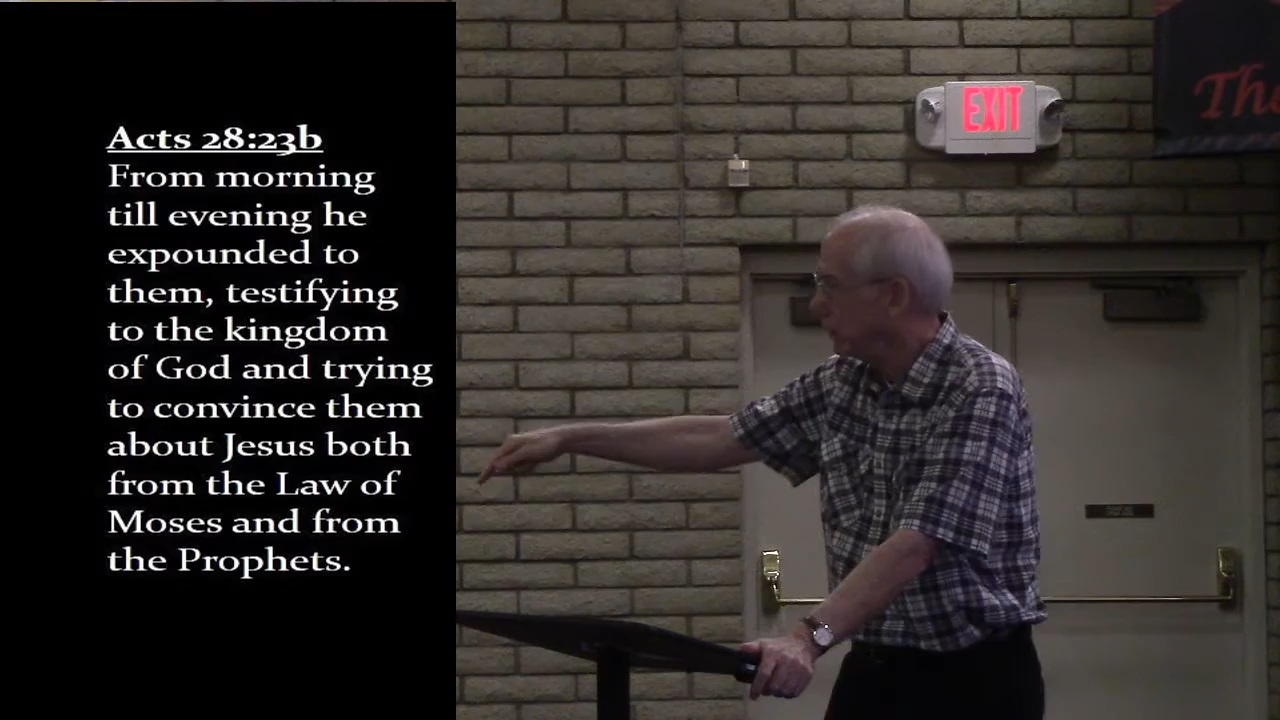 Acts 28:23b
From morning
till evening he
expounded to
them, testifying
to the kingdom
of God and trying
to convince them
about Jesus both
from the Law of
Moses and from
the Prophets.
EXIT
The